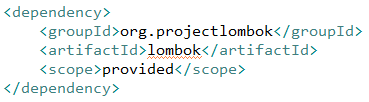 <dependency>
    <groupId>org.projectlombok</groupId>
    <artifactId>lombok</artifactId>
    <scope>provided</scope>
</dependency>